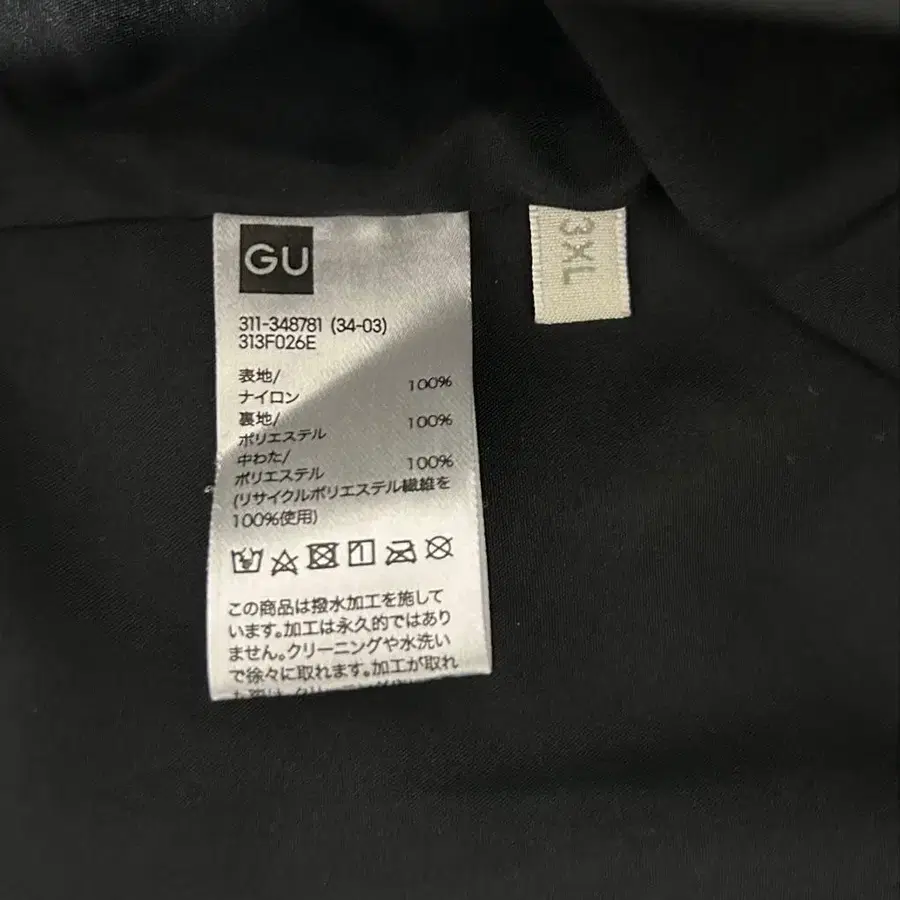 GU
3XL
311-348781 (34-03)
313F026E
表地/
ナイロン 100%
裏地/
ポリエステル 100%
中わた/
ポリエステル 100%
(リサイクルポリエステル繊維を
100%使用)
この商品は撥水加工を施して
います。加工は永久的ではあり
ません。クリーニングや水洗い
で徐々に取れます。加工が取れ